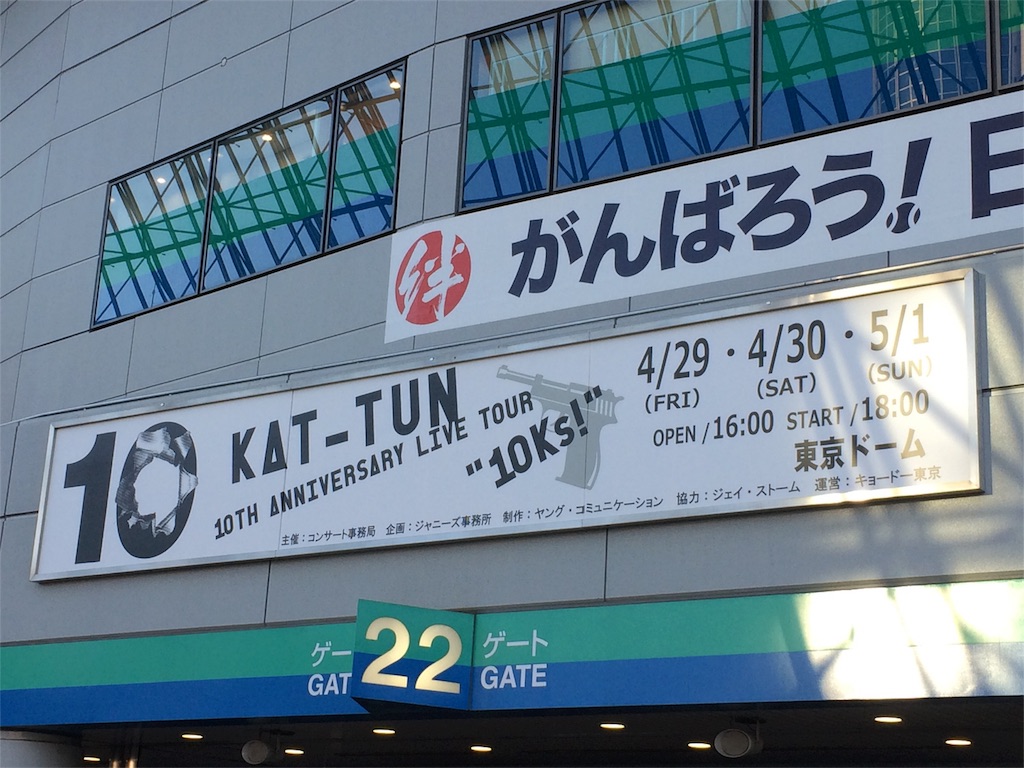 絆 がんばろう!日
10 KAT-TUN
10TH ANNIVERSARY LIVE TOUR
"10Ks!"
4/29・4/30・5/1
(FRI) (SAT) (SUN)
OPEN/16:00 START/18:00
東京ドーム
主催:コンサート事務局 企画:ジャニーズ事務所 制作:ヤング・コミュニケーション 協力:ジェイ・ストーム 運営:キョードー東京
ゲー 22 ゲート
GAT GATE